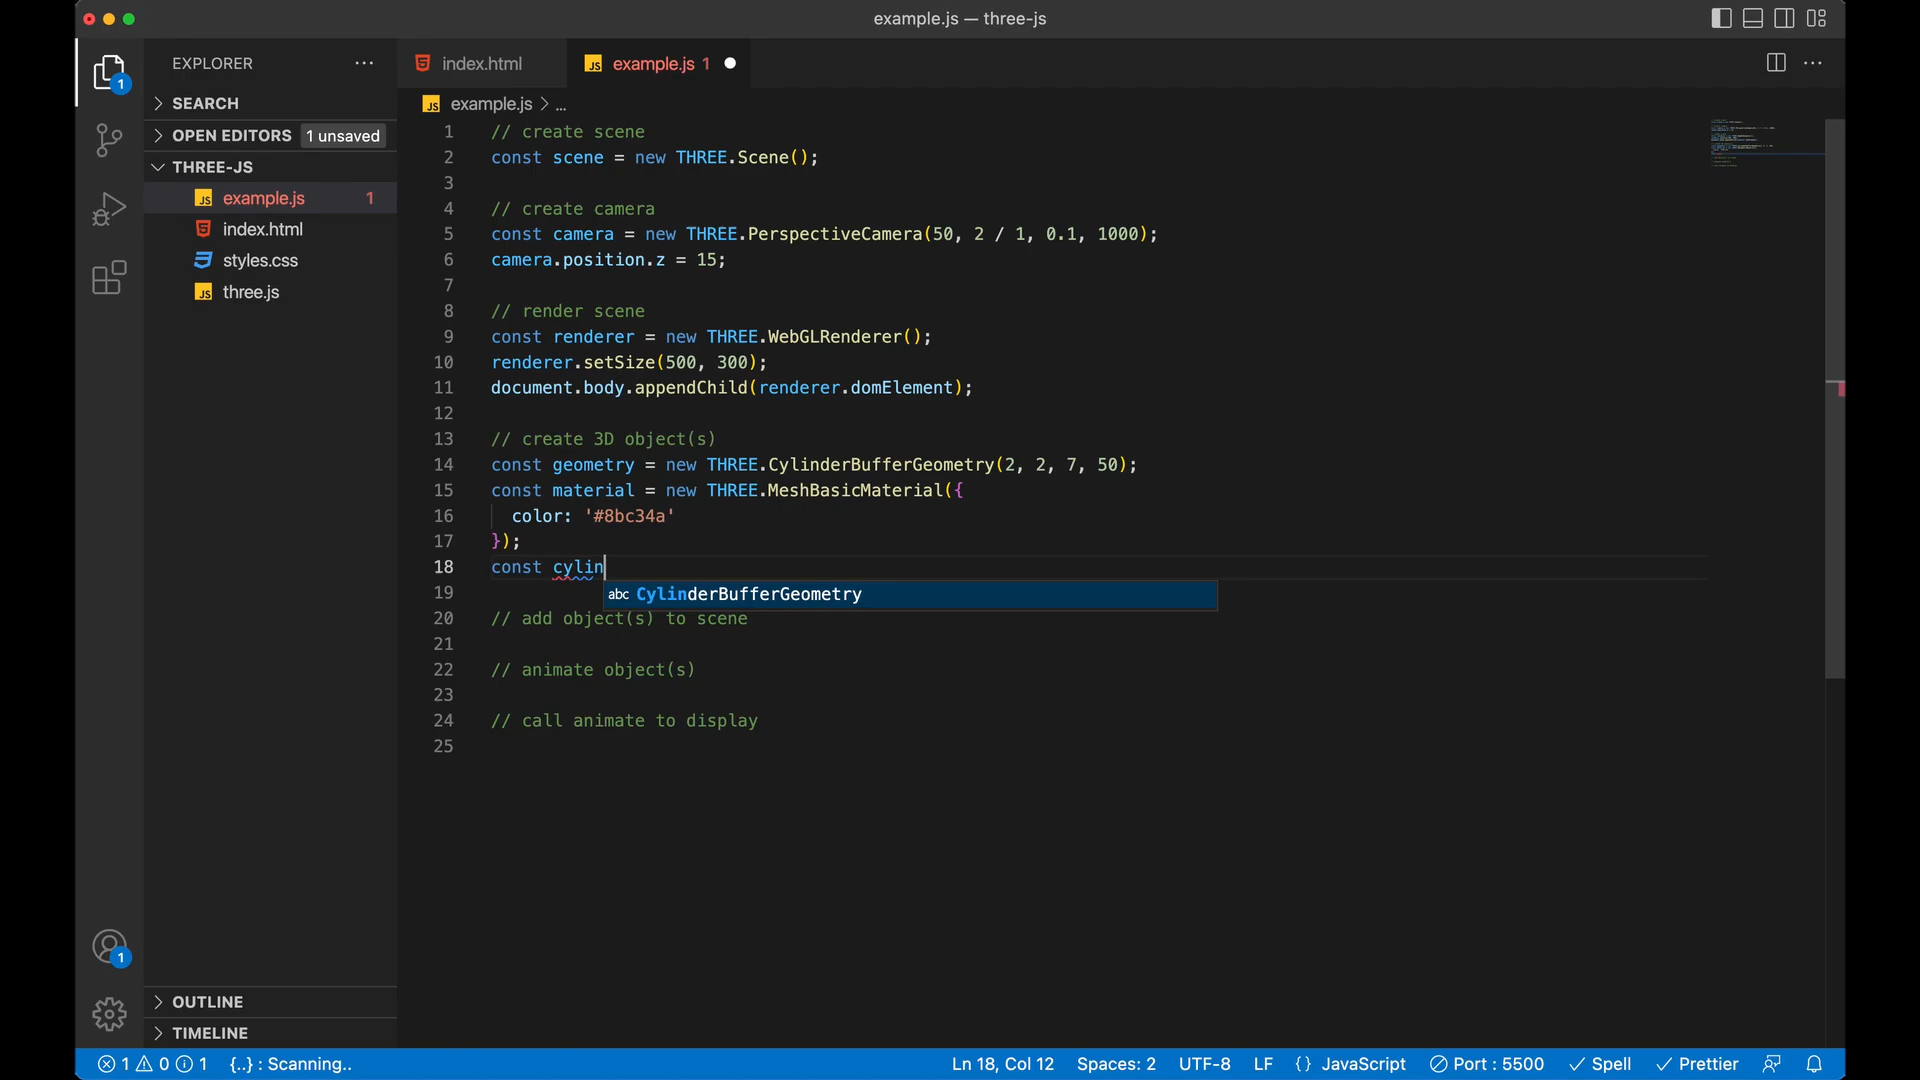 example.js — three-js
EXPLORER
index.html
example.js 1
SEARCH
JS example.js > ...
OPEN EDITORS 1 unsaved
THREE-JS
JS example.js 1
index.html
styles.css
JS three.js
1 // create scene
2 const scene = new THREE.Scene();
3
4 // create camera
5 const camera = new THREE.PerspectiveCamera(50, 2 / 1, 0.1, 1000);
6 camera.position.z = 15;
7
8 // render scene
9 const renderer = new THREE.WebGLRenderer();
10 renderer.setSize(500, 300);
11 document.body.appendChild(renderer.domElement);
12
13 // create 3D object(s)
14 const geometry = new THREE.CylinderBufferGeometry(2, 2, 7, 50);
15 const material = new THREE.MeshBasicMaterial({
16 color: '#8bc34a'
17 });
18 const cylin
19
abc CylinderBufferGeometry
20 // add object(s) to scene
21
22 // animate object(s)
23
24 // call animate to display
25
1
1
OUTLINE
TIMELINE
1 0 1 {..} : Scanning.. Ln 18, Col 12 Spaces: 2 UTF-8 LF {} JavaScript Port : 5500 Spell Prettier